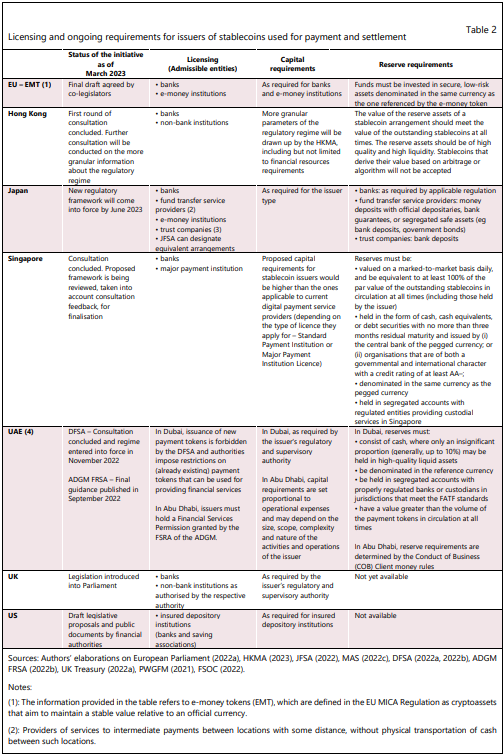 Table 2
Licensing and ongoing requirements for issuers of stablecoins used for payment and settlement
Status of the initiative
as of
March 2023
Licensing
(Admissible entities)
Capital
requirements
Reserve requirements
EU – EMT (1)
Final draft agreed by
co-legislators
• banks
• e-money institutions
As required for banks
and e-money institutions
Funds must be invested in secure, low-risk
assets denominated in the same currency as
the one referenced by the e-money token
Hong Kong
First round of
consultation
concluded. Further
consultation will be
conducted on the more
granular information
about the regulatory
regime
• banks
• non-bank institutions
More granular
parameters of the
regulatory regime will be
drawn up by the HKMA,
including but not limited
to financial resources
requirements
The value of the reserve assets of a
stablecoin arrangement should meet the
value of the outstanding stablecoins at all
times. The reserve assets should be of high
quality and high liquidity. Stablecoins that
derive their value based on arbitrage or
algorithm will not be accepted
Japan
New regulatory
framework will come
into force by June 2023
• banks
• fund transfer service
providers (2)
• e-money institutions
• trust companies (3)
• JFSA can designate
equivalent arrangements
As required for the issuer
type
• banks: as required by applicable regulation
• fund transfer service providers: money
deposits with official depositaries, bank
guarantees, or segregated safe assets (eg
bank deposits, government bonds)
• trust companies: bank deposits
Singapore
Consultation
concluded. Proposed
framework is being
reviewed, taken into
account consultation
feedback, for
finalisation
• banks
• major payment institution
Proposed capital
requirements for
stablecoin issuers would
be higher than the ones
applicable to current
digital payment service
providers (depending on
the type of licence they
apply for – Standard
Payment Institution or
Major Payment
Institution Licence)
Reserves must be:
• valued on a marked-to-market basis daily,
and be equivalent to at least 100% of the
par value of the outstanding stablecoins in
circulation at all times (including those held
by the issuer)
• held in the form of cash, cash equivalents,
or debt securities with no more than three
months residual maturity and issued by (i)
the central bank of the pegged currency; or
(ii) organisations that are of both a
governmental and international character
with a credit rating of at least AA–;
• denominated in the same currency as the
pegged currency
• held in segregated accounts with
regulated entities providing custodial
services in Singapore
UAE (4)
DFSA – Consultation
concluded and regime
entered into force in
November 2022
ADGM FRSA – Final
guidance published in
September 2022
In Dubai, issuance of new
payment tokens is forbidden
by the DFSA and authorities
impose restrictions on
(already existing) payment
tokens that can be used for
providing financial services
In Abu Dhabi, issuers must
hold a Financial Services
Permission granted by the
FSRA of the ADGM.
In Dubai, as required by
the issuer's regulatory
and supervisory
authority
In Abu Dhabi, capital
requirements are set
proportional to
operational expenses
and may depend on the
size, scope, complexity
and nature of the
activities and operations
of the issuer
In Dubai, reserves must:
• consist of cash, where only an insignificant
proportion (generally, up to 10%) may be
held in high-quality liquid assets
• be denominated in the reference currency
• be held in segregated accounts with
properly regulated banks or custodians in
jurisdictions that meet the FATF standards
• have a value greater than the volume of
the payment tokens in circulation at all
times
In Abu Dhabi, reserve requirements are
determined by the Conduct of Business
(COB) Client money rules
UK
Legislation introduced
into Parliament
• banks
• non-bank institutions as
authorised by the respective
authority
As required by the
issuer's regulatory and
supervisory authority
Not yet available
US
Draft legislative
proposals and public
documents by financial
authorities
• insured depository
institutions
(banks and saving
associations)
As required for insured
depository institutions
Not available
Sources: Authors' elaborations on European Parliament (2022a), HKMA (2023), JFSA (2022), MAS (2022c), DFSA (2022a, 2022b), ADGM
FRSA (2022b), UK Treasury (2022a), PWGFM (2021), FSOC (2022).
Notes:
(1): The information provided in the table refers to e-money tokens (EMT), which are defined in the EU MICA Regulation as cryptoassets
that aim to maintain a stable value relative to an official currency.
(2): Providers of services to intermediate payments between locations with some distance, without physical transportation of cash
between such locations.